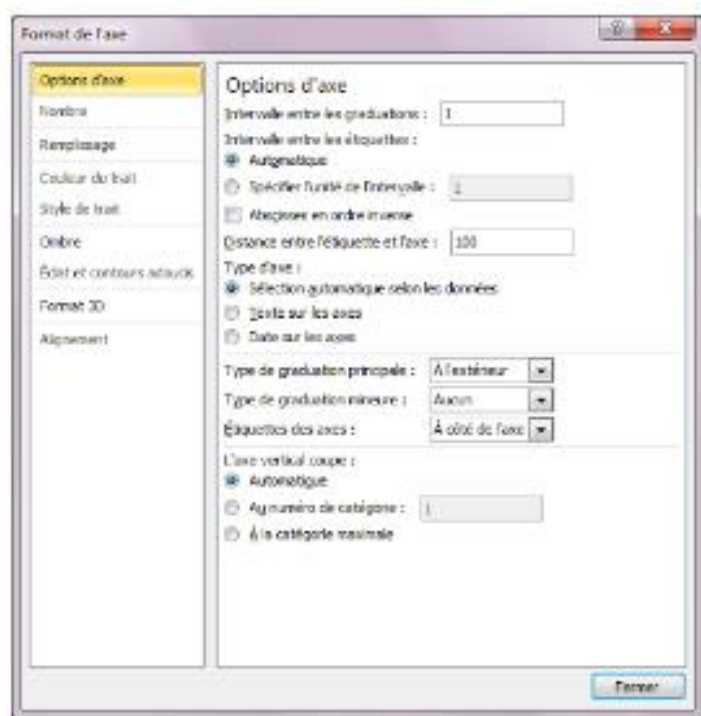 Format de l'axe
Options d'axe
Nombre
Remplissage
Couleur du trait
Style de trait
Ombre
Éclat et contours adoucis
Format 3D
Alignement
Options d'axe
Intervalle entre les graduations : 1
Intervalle entre les étiquettes :
Automatique
Spécifier l'unité de l'intervalle : 1
Abscisses en ordre inverse
Distance entre l'étiquette et l'axe : 100
Type d'axe :
Sélection automatique selon les données
Texte sur les axes
Date sur les axes
Type de graduation principale : À l'extérieur
Type de graduation mineure : Aucun
Étiquettes des axes : À côté de l'axe
L'axe vertical coupe :
Automatique
Au numéro de catégorie : 1
À la catégorie maximale
Fermer